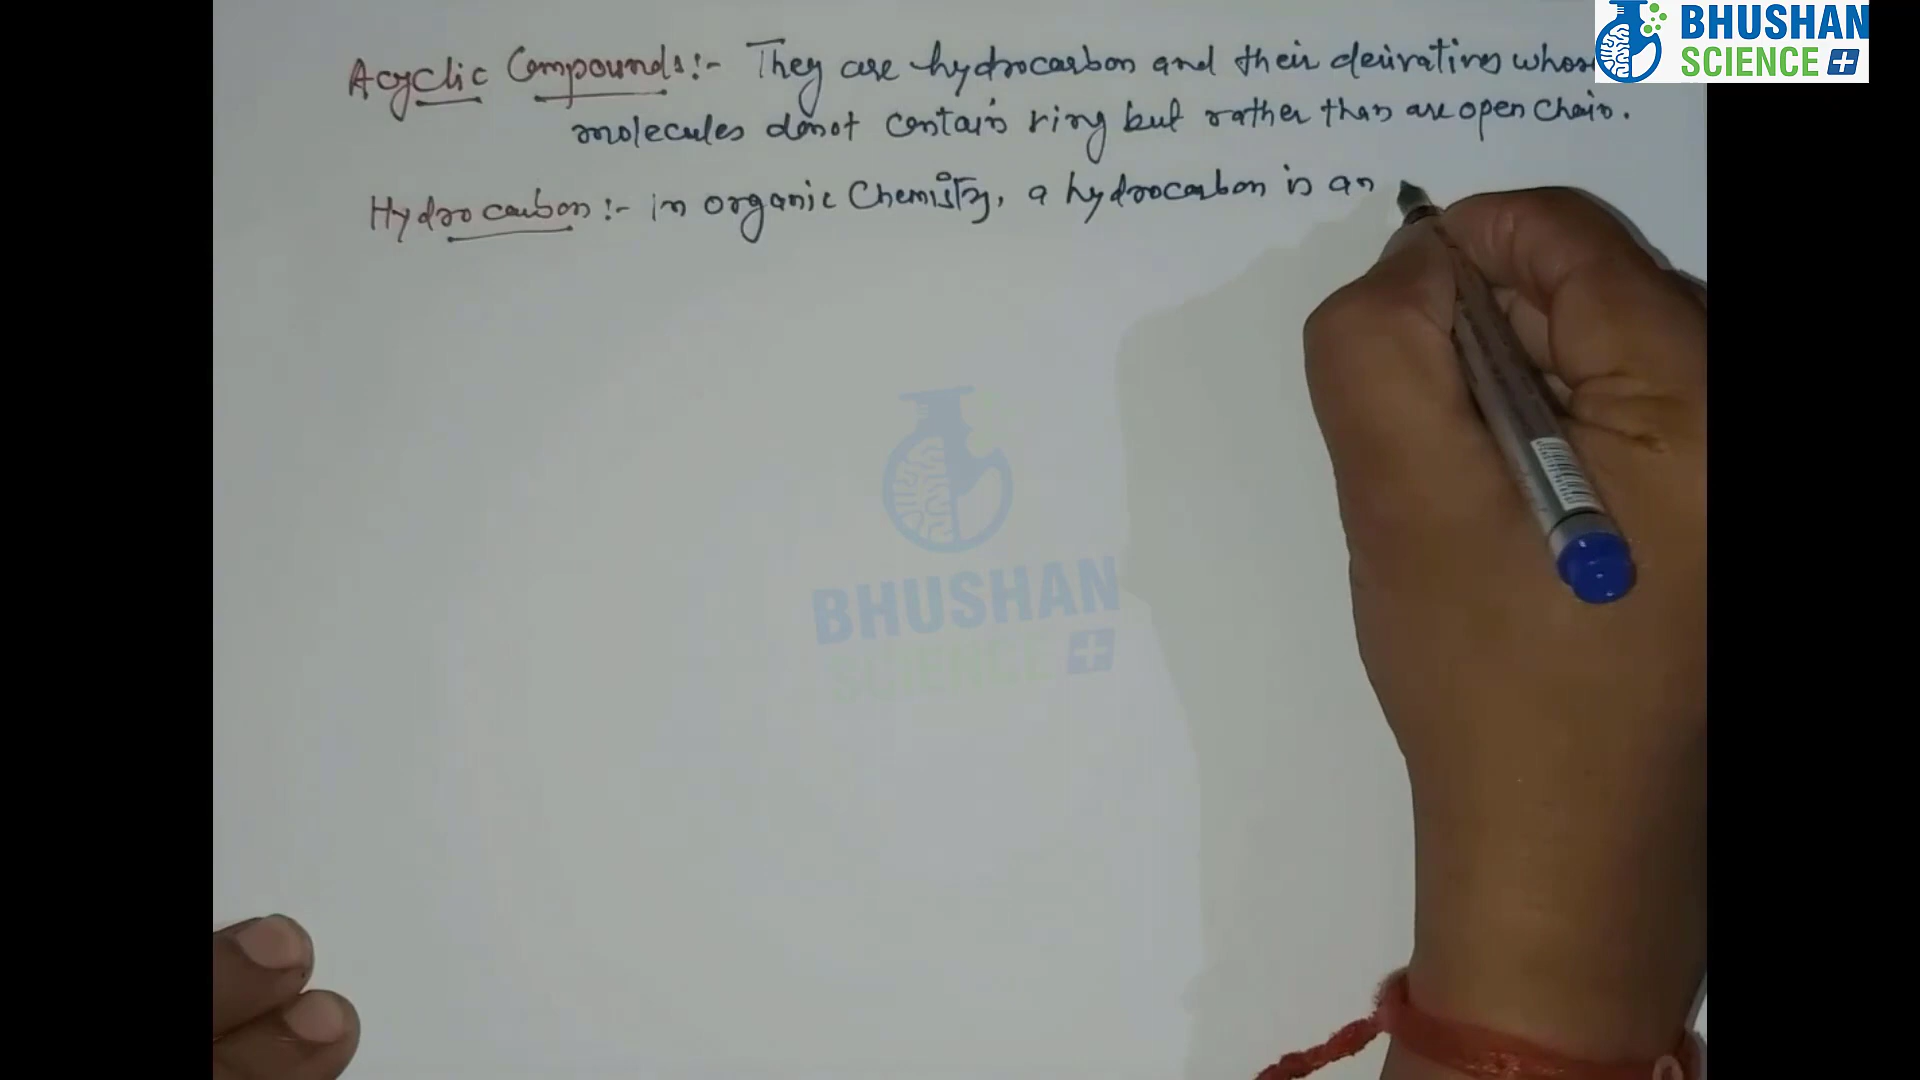 Acyclic Compounds:- They are hydrocarbon and their derivatives whose
molecules donot contain ring but rather than are open chain.
Hydrocarbon:- in organic Chemistry, a hydrocarbon is an
BHUSHAN
SCIENCE+
BHUSHAN
SCIENCE+